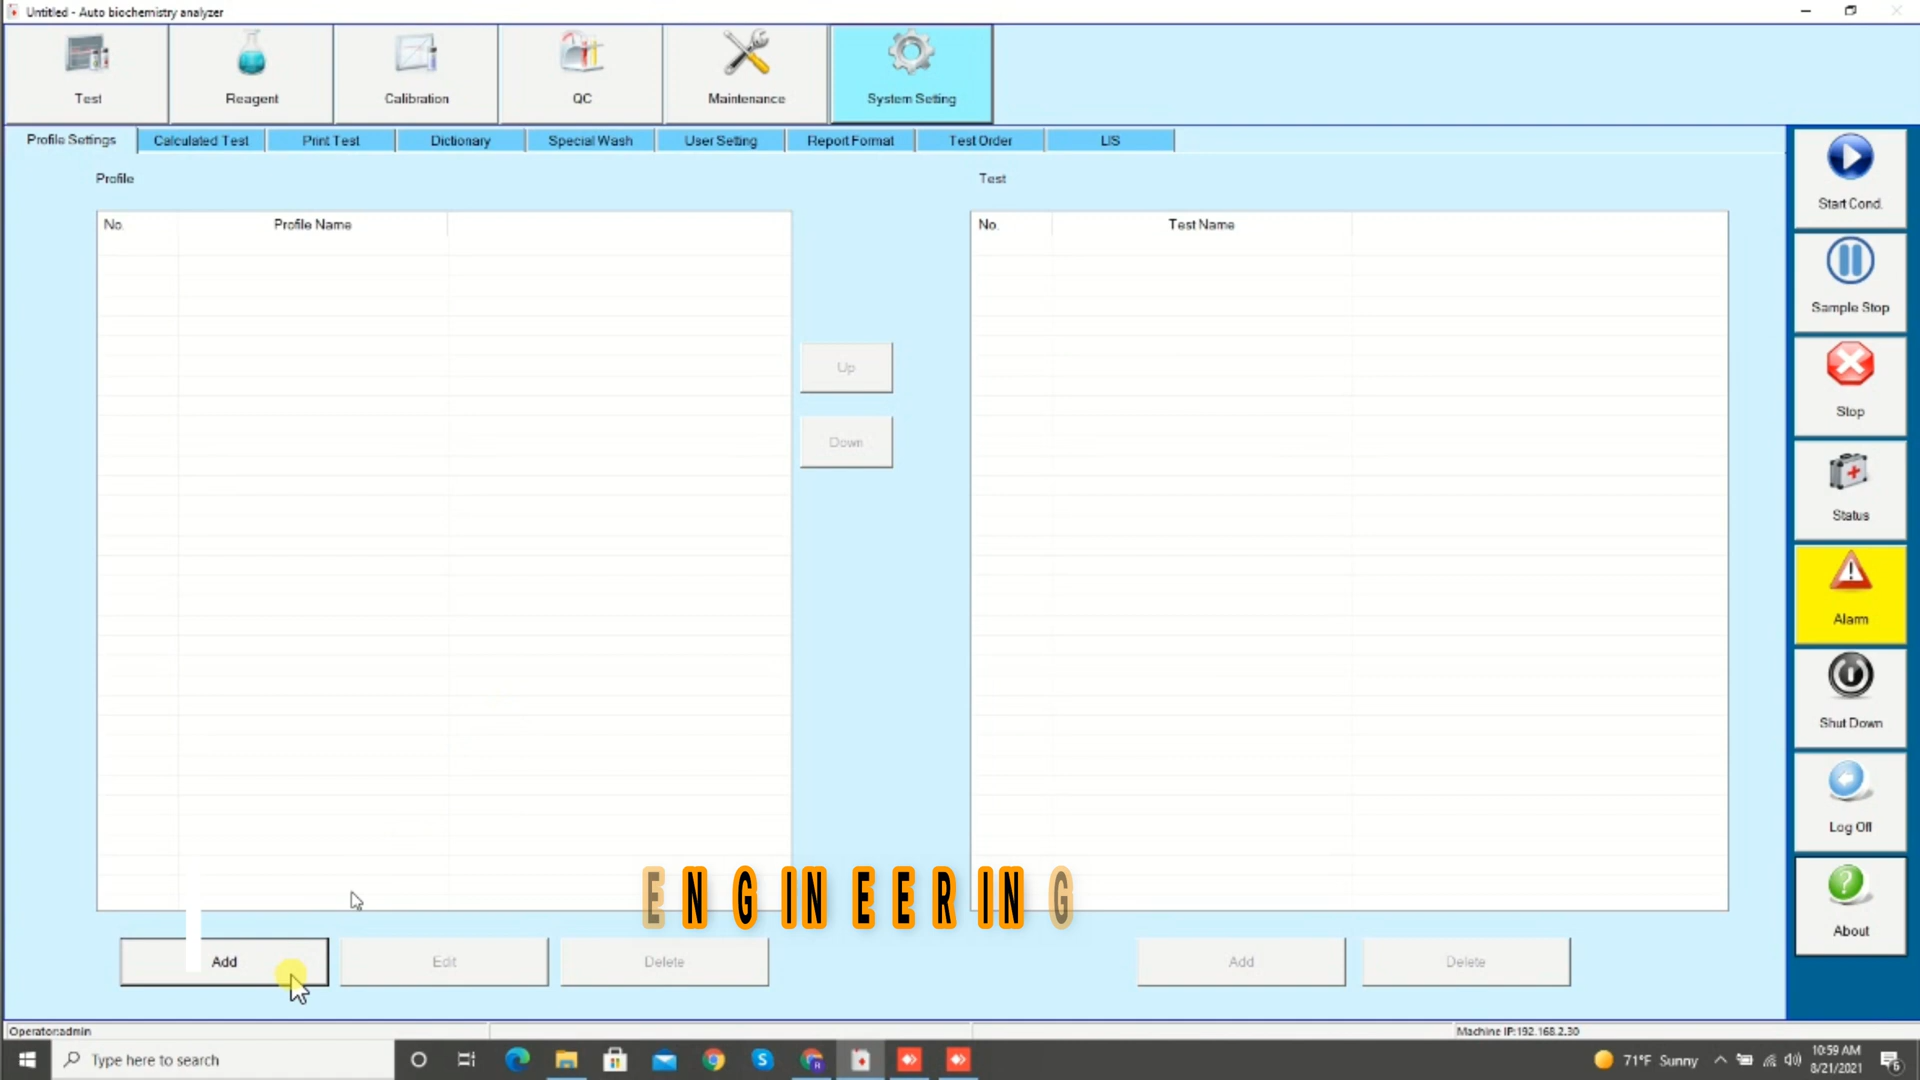 Untitled - Auto biochemistry analyzer
Test
Reagent
Calibration
QC
Maintenance
System Setting
Profile Settings
Calculated Test
Print Test
Dictionary
Special Wash
User Setting
Report Format
Test Order
LIS
Profile
Test
No.
Profile Name
No.
Test Name
Up
Down
Start Cond.
Sample Stop
Stop
Status
Alarm
Shut Down
Log Off
About
ENGINEERING
Add
Edit
Delete
Add
Delete
Operator:admin
Machine IP:192.168.2.30
Type here to search
71°F Sunny
10:59 AM
8/21/2021
6